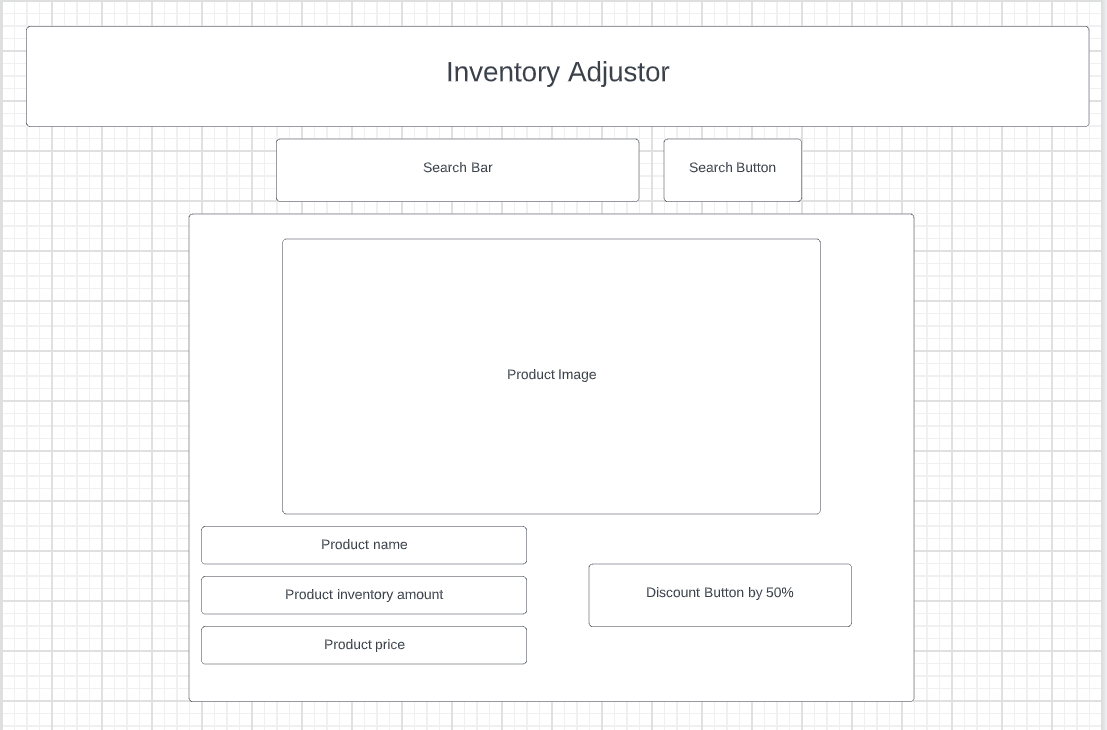 Inventory Adjustor
Search Bar
Search Button
Product Image
Product name
Product inventory amount
Discount Button by 50%
Product price